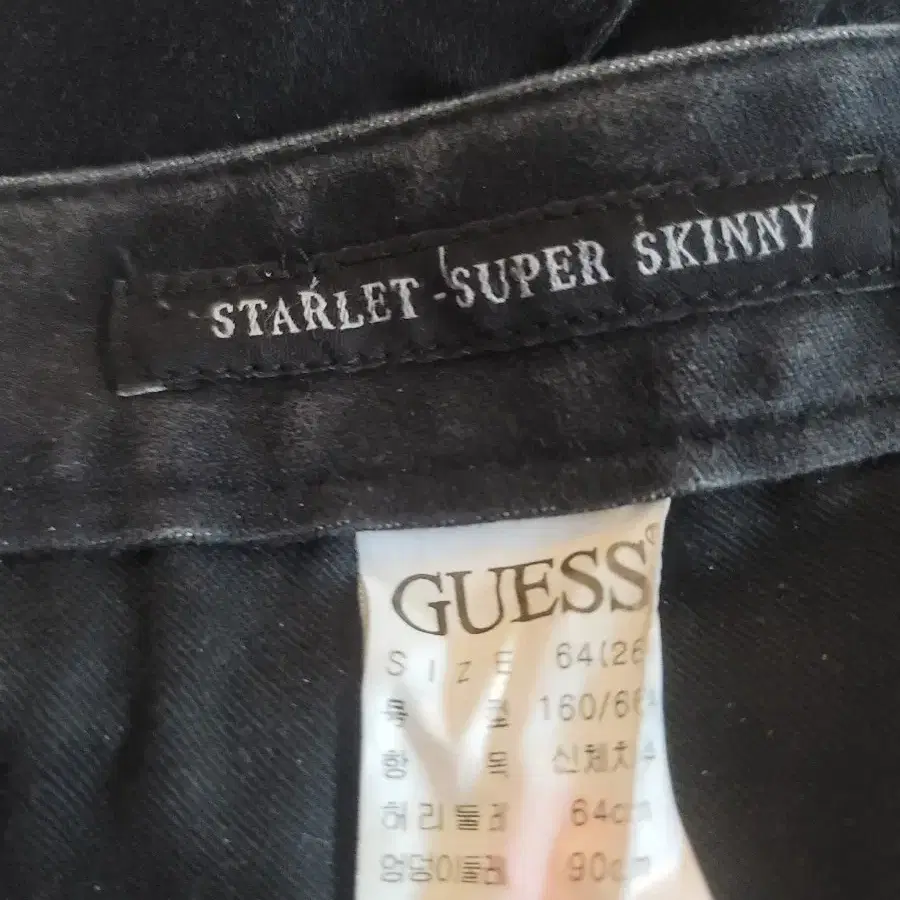 STARLET-SUPER SKINNY
GUESS
SIZE 64(26
호칭 160/66A
항목 신체치수
허리둘레 64cm
엉덩이둘레 90cm